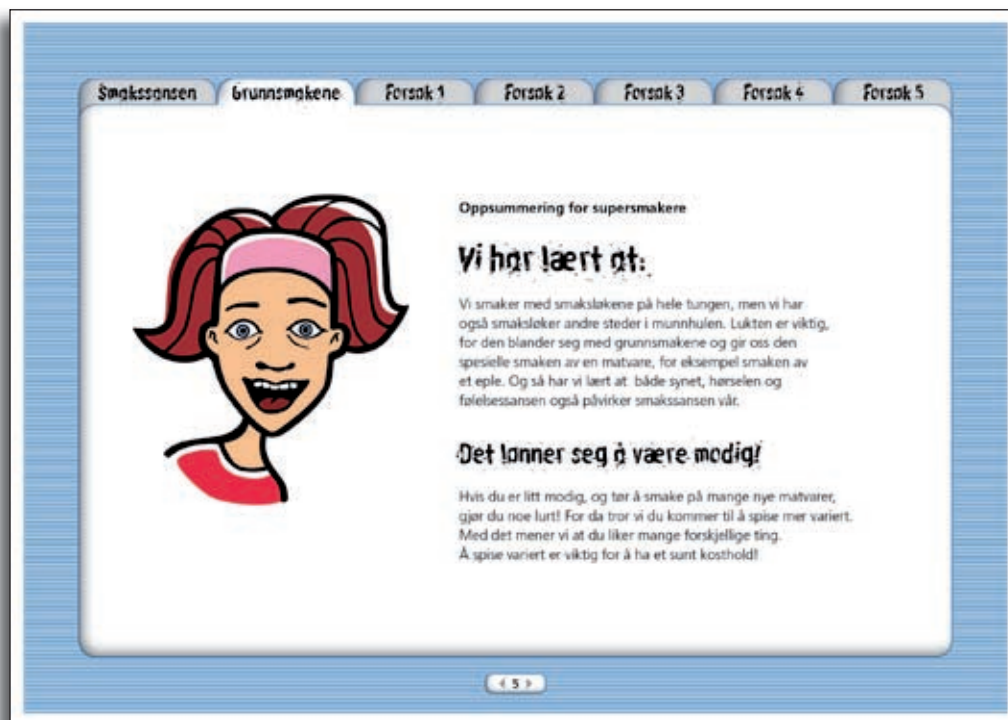 Smakssansen Grunnsmakene Forsøk 1 Forsøk 2 Forsøk 3 Forsøk 4 Forsøk 5
Oppsummering for supersmakere
Vi har lært at:
Vi smaker med smaksløkene på hele tungen, men vi har
også smaksløker andre steder i munnhulen. Lukten er viktig,
for den blander seg med grunnsmakene og gir oss den
spesielle smaken av en matvare, for eksempel smaken av
et eple. Og så har vi lært at både synet, hørselen og
følelsessansen også påvirker smakssansen vår.
Det lønner seg å være modig!
Hvis du er litt modig, og tør å smake på mange nye matvarer,
gjør du noe lurt! For da tror vi du kommer til å spise mer variert.
Med det mener vi at du liker mange forskjellige ting.
Å spise variert er viktig for å ha et sunt kosthold!
5